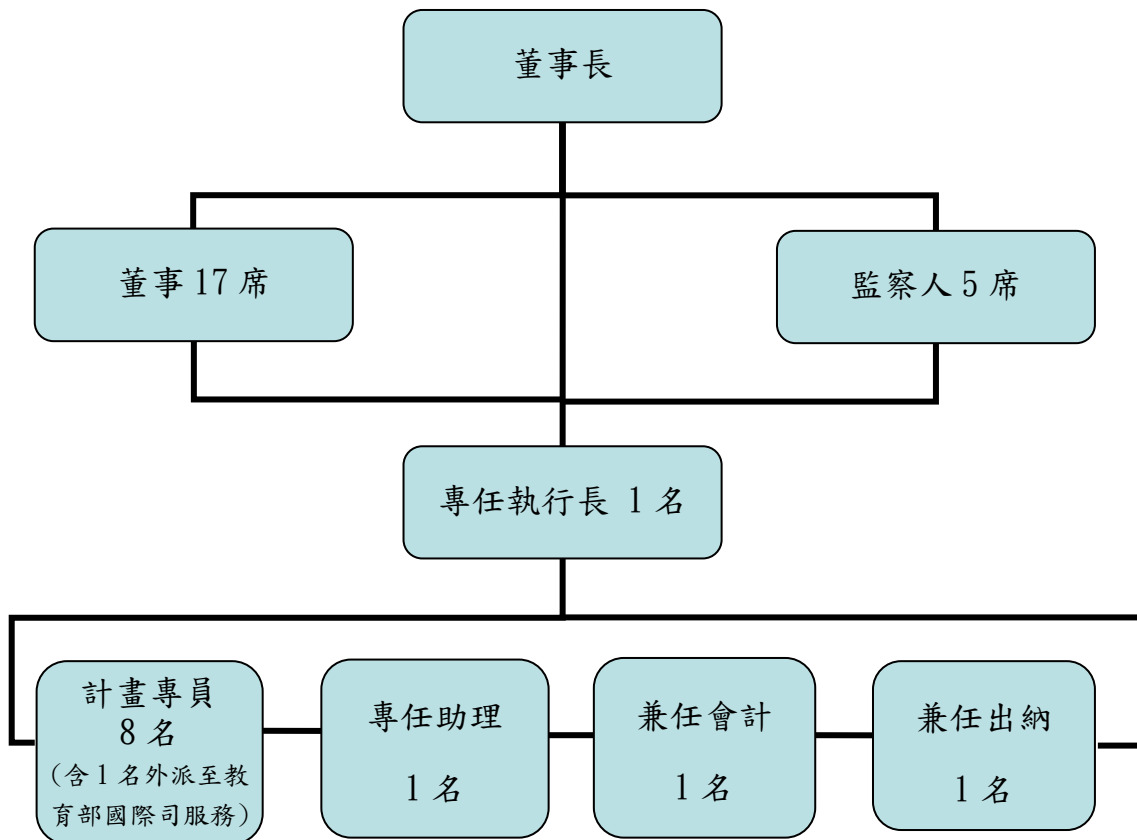 董事長
董事 17 席
監察人 5 席
專任執行長 1 名
計畫專員
8 名
（含 1 名外派至教
育部國際司服務）
專任助理
1 名
兼任會計
1 名
兼任出納
1 名